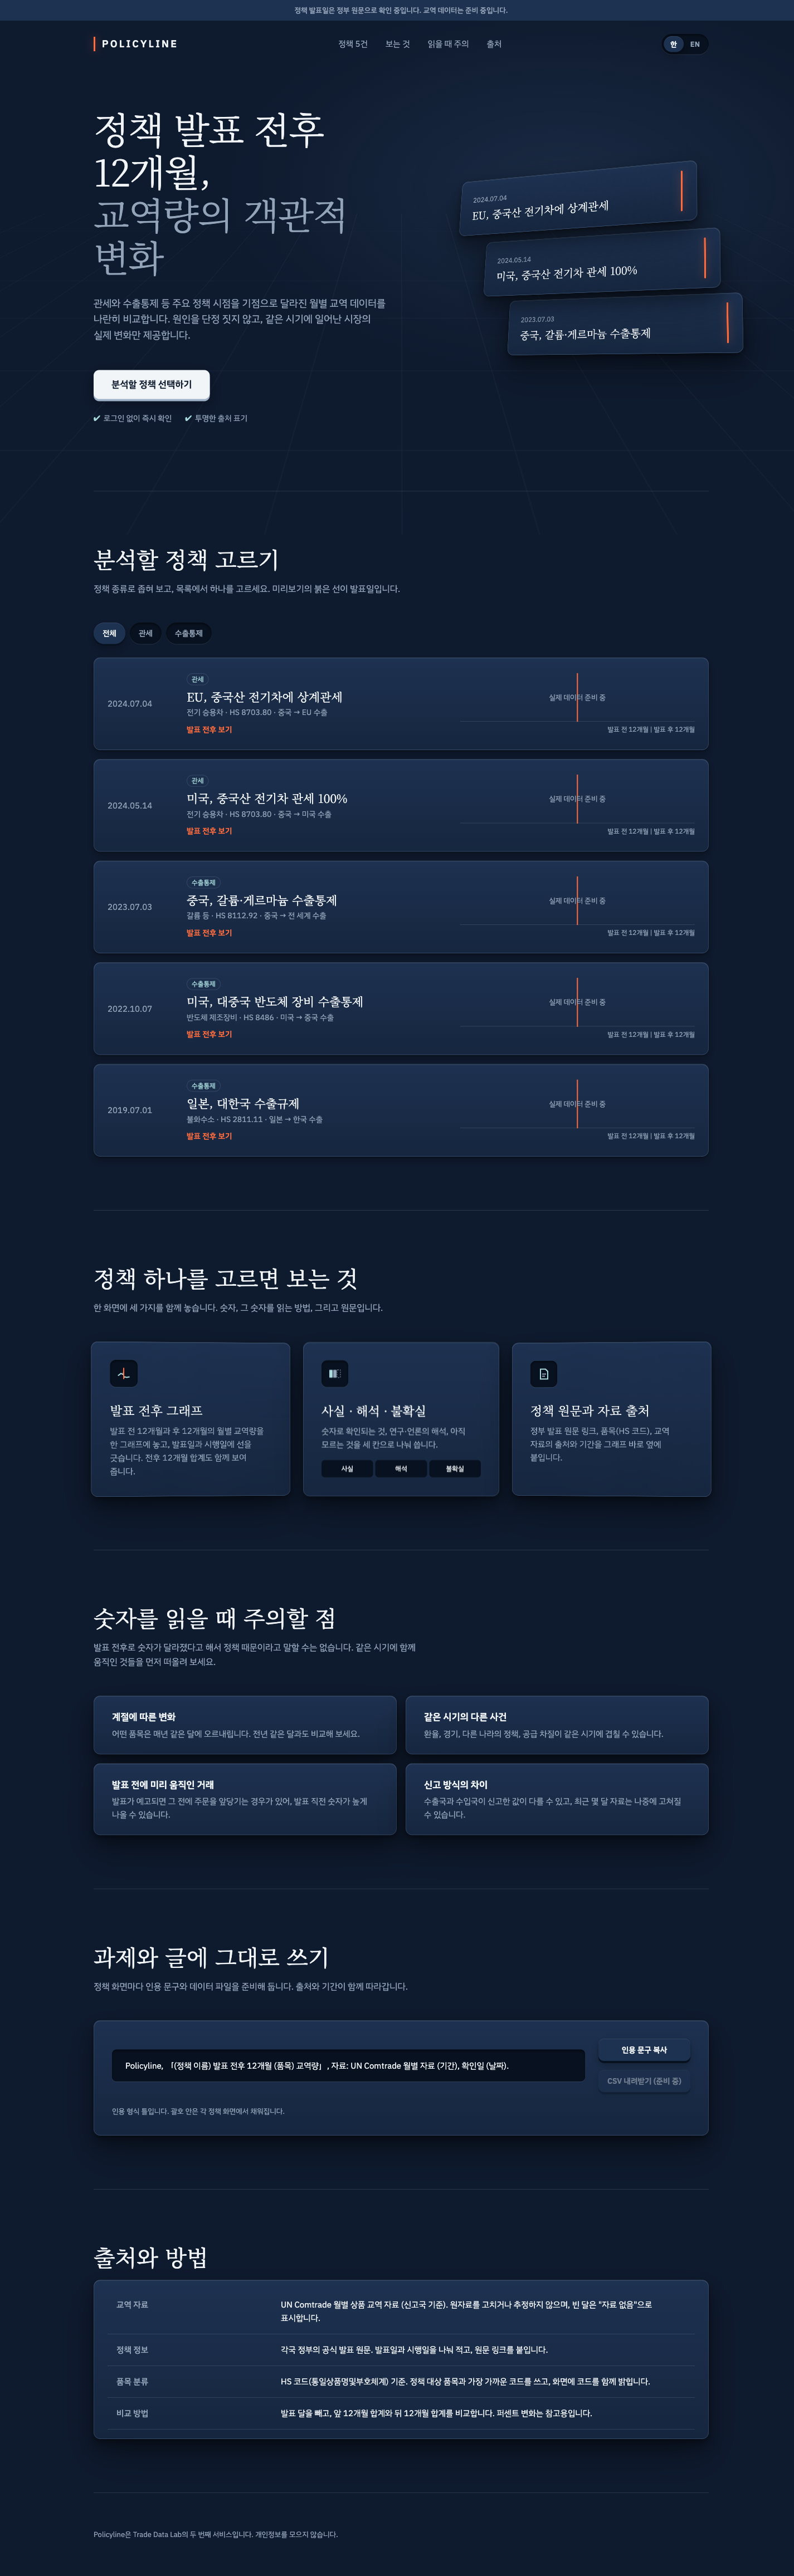 정책 발표일은 정부 원문으로 확인 중입니다. 교역 데이터는 준비 중입니다.
POLICYLINE
정책 5건
보는 것
읽을 때 주의
출처
한
EN
정책 발표 전후
12개월,
교역량의 객관적
변화
관세와 수출통제 등 주요 정책 시점을 기점으로 달라진 월별 교역 데이터를
나란히 비교합니다. 원인을 단정 짓지 않고, 같은 시기에 일어난 시장의
실제 변화만 제공합니다.
분석할 정책 선택하기
✔ 로그인 없이 즉시 확인
✔ 투명한 출처 표기
2024.07.04
EU, 중국산 전기차에 상계관세
2024.05.14
미국, 중국산 전기차 관세 100%
2023.07.03
중국, 갈륨·게르마늄 수출통제
분석할 정책 고르기
정책 종류로 좁혀 보고, 목록에서 하나를 고르세요. 미리보기의 붉은 선이 발표일입니다.
전체
관세
수출통제
2024.07.04
관세
EU, 중국산 전기차에 상계관세
전기 승용차 · HS 8703.80 · 중국 → EU 수출
발표 전후 보기
실제 데이터 준비 중
발표 전 12개월 | 발표 후 12개월
2024.05.14
관세
미국, 중국산 전기차 관세 100%
전기 승용차 · HS 8703.80 · 중국 → 미국 수출
발표 전후 보기
실제 데이터 준비 중
발표 전 12개월 | 발표 후 12개월
2023.07.03
수출통제
중국, 갈륨·게르마늄 수출통제
갈륨 등 · HS 8112.92 · 중국 → 전 세계 수출
발표 전후 보기
실제 데이터 준비 중
발표 전 12개월 | 발표 후 12개월
2022.10.07
수출통제
미국, 대중국 반도체 장비 수출통제
반도체 제조장비 · HS 8486 · 미국 → 중국 수출
발표 전후 보기
실제 데이터 준비 중
발표 전 12개월 | 발표 후 12개월
2019.07.01
수출통제
일본, 대한국 수출규제
불화수소 · HS 2811.11 · 일본 → 한국 수출
발표 전후 보기
실제 데이터 준비 중
발표 전 12개월 | 발표 후 12개월
정책 하나를 고르면 보는 것
한 화면에 세 가지를 함께 놓습니다. 숫자, 그 숫자를 읽는 방법, 그리고 원문입니다.
발표 전후 그래프
발표 전 12개월과 후 12개월의 월별 교역량을
한 그래프에 놓고, 발표일과 시행일에 선을
긋습니다. 전후 12개월 합계도 함께 보여
줍니다.
사실 · 해석 · 불확실
숫자로 확인되는 것, 연구·언론의 해석, 아직
모르는 것을 세 칸으로 나눠 씁니다.
사실
해석
불확실
정책 원문과 자료 출처
정부 발표 원문 링크, 품목(HS 코드), 교역
자료의 출처와 기간을 그래프 바로 옆에
붙입니다.
숫자를 읽을 때 주의할 점
발표 전후로 숫자가 달라졌다고 해서 정책 때문이라고 말할 수는 없습니다. 같은 시기에 함께
움직인 것들을 먼저 떠올려 보세요.
계절에 따른 변화
어떤 품목은 매년 같은 달에 오르내립니다. 전년 같은 달과도 비교해 보세요.
같은 시기의 다른 사건
환율, 경기, 다른 나라의 정책, 공급 차질이 같은 시기에 겹칠 수 있습니다.
발표 전에 미리 움직인 거래
발표가 예고되면 그 전에 주문을 앞당기는 경우가 있어, 발표 직전 숫자가 높게
나올 수 있습니다.
신고 방식의 차이
수출국과 수입국이 신고한 값이 다를 수 있고, 최근 몇 달 자료는 나중에 고쳐질
수 있습니다.
과제와 글에 그대로 쓰기
정책 화면마다 인용 문구와 데이터 파일을 준비해 둡니다. 출처와 기간이 함께 따라갑니다.
Policyline, 「(정책 이름) 발표 전후 12개월 (품목) 교역량」, 자료: UN Comtrade 월별 자료 (기간), 확인일 (날짜).
인용 문구 복사
CSV 내려받기 (준비 중)
인용 형식 틀입니다. 괄호 안은 각 정책 화면에서 채워집니다.
출처와 방법
교역 자료
UN Comtrade 월별 상품 교역 자료 (신고국 기준). 원자료를 고치거나 추정하지 않으며, 빈 달은 "자료 없음"으로
표시합니다.
정책 정보
각국 정부의 공식 발표 원문. 발표일과 시행일을 나눠 적고, 원문 링크를 붙입니다.
품목 분류
HS 코드(통일상품명및부호체계) 기준. 정책 대상 품목과 가장 가까운 코드를 쓰고, 화면에 코드를 함께 밝힙니다.
비교 방법
발표 달을 빼고, 앞 12개월 합계와 뒤 12개월 합계를 비교합니다. 퍼센트 변화는 참고용입니다.
Policyline은 Trade Data Lab의 두 번째 서비스입니다. 개인정보를 모으지 않습니다.